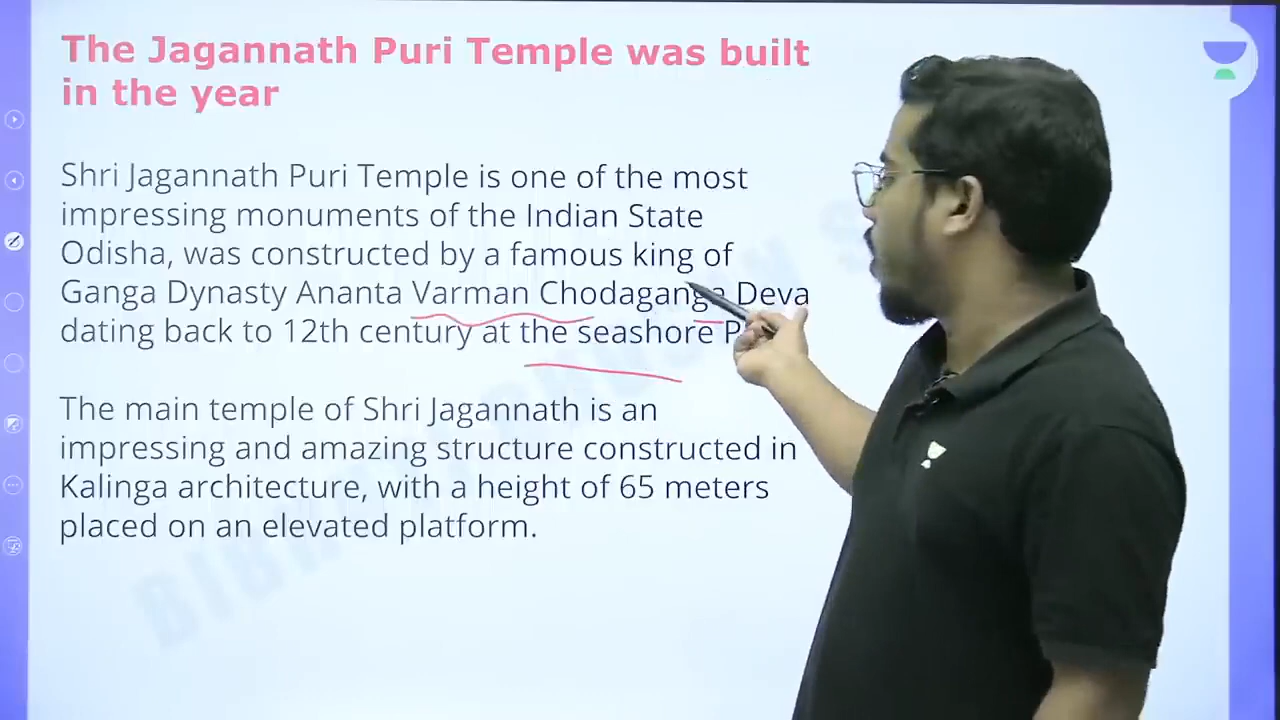 The Jagannath Puri Temple was built
in the year
Shri Jagannath Puri Temple is one of the most
impressing monuments of the Indian State
Odisha, was constructed by a famous king of
Ganga Dynasty Ananta Varman Chodaganga Deva
dating back to 12th century at the seashore
The main temple of Shri Jagannath is an
impressing and amazing structure constructed in
Kalinga architecture, with a height of 65 meters
placed on an elevated platform.